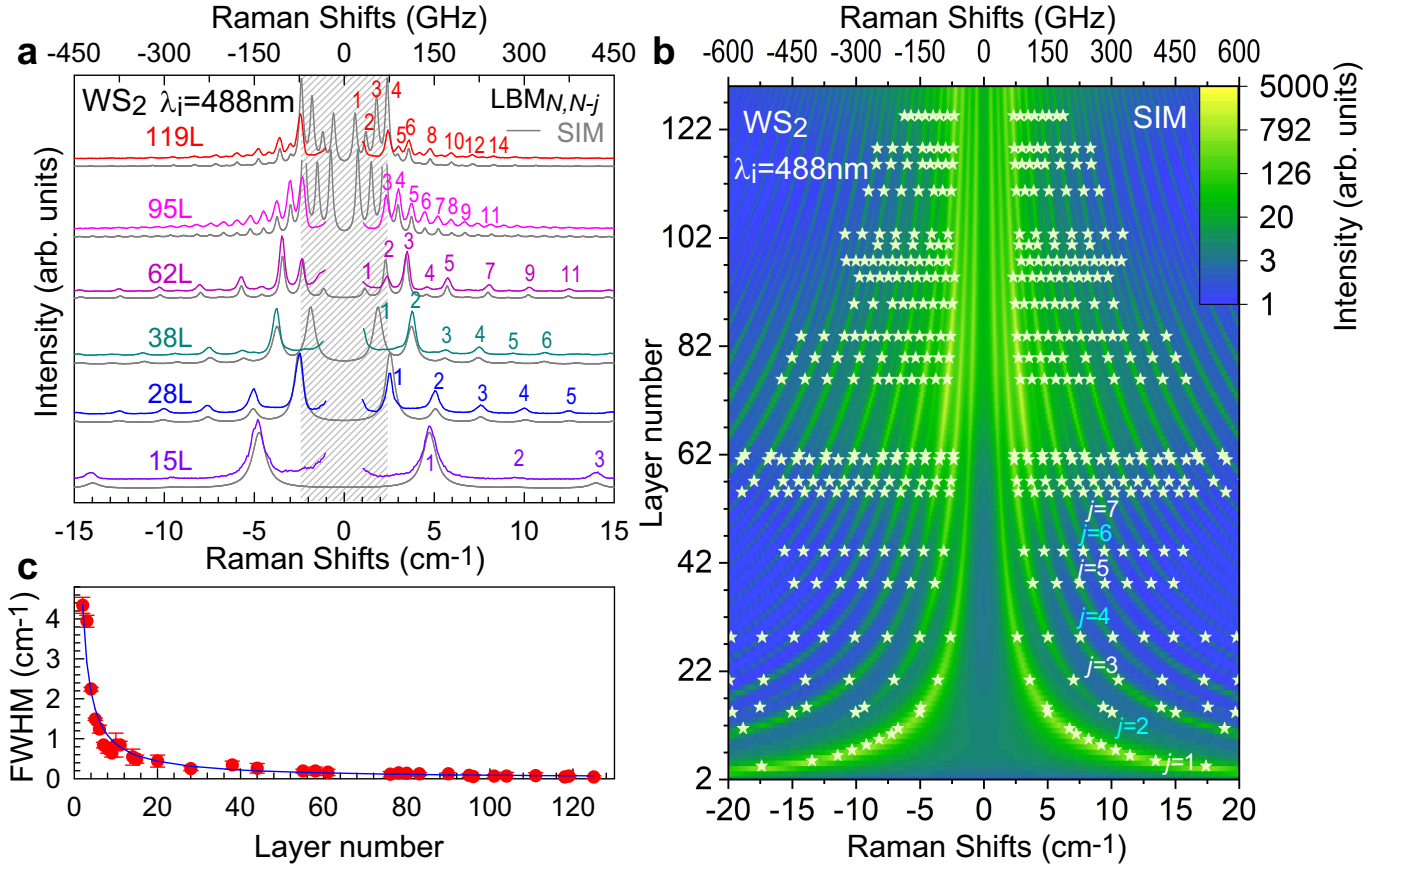 Raman Shifts (GHz)
a
-450 -300 -150 0 150 300 450
WS2 λi=488nm
LBMN,N-j
SIM
119L
1 2 3 4 5 6 8 10 12 14
95L
3 4 5 6 7 8 9 11
62L
1 2 3 4 5 7 9 11
38L
1 2 3 4 5 6
28L
1 2 3 4 5
15L
1 2 3
Intensity (arb. units)
-15 -10 -5 0 5 10 15
Raman Shifts (cm-1)
Raman Shifts (GHz)
b
-600 -450 -300 -150 0 150 300 450 600
WS2
λi=488nm
SIM
5000
792
126
20
3
1
Intensity (arb. units)
122
102
82
62
42
22
2
Layer number
j=7
j=6
j=5
j=4
j=3
j=2
j=1
-20 -15 -10 -5 0 5 10 15 20
Raman Shifts (cm-1)
c
4
3
2
1
0
FWHM (cm-1)
0 20 40 60 80 100 120
Layer number